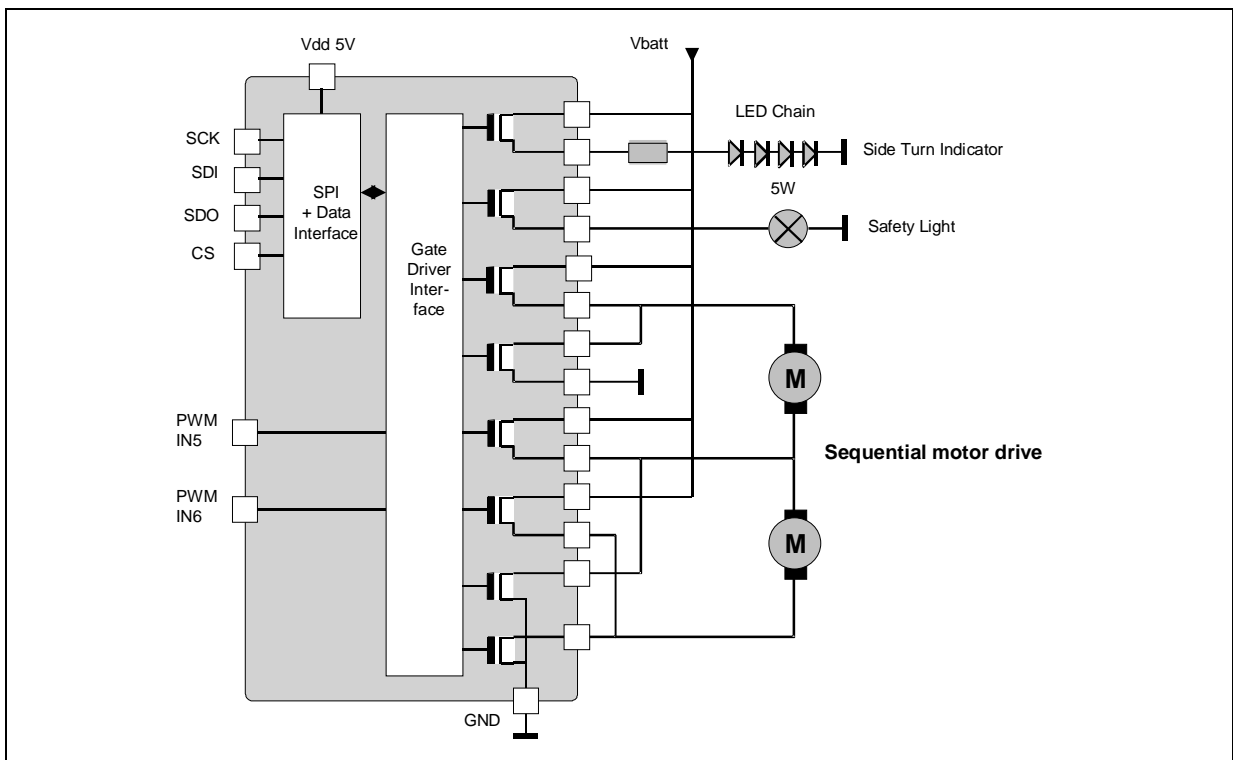 Vdd 5V
Vbatt
LED Chain
SCK
Side Turn Indicator
SDI
5W
SPI
+ Data
Interface
SDO
Safety Light
CS
Gate
Driver
Inter-
face
M
PWM
IN5
Sequential motor drive
PWM
IN6
M
GND